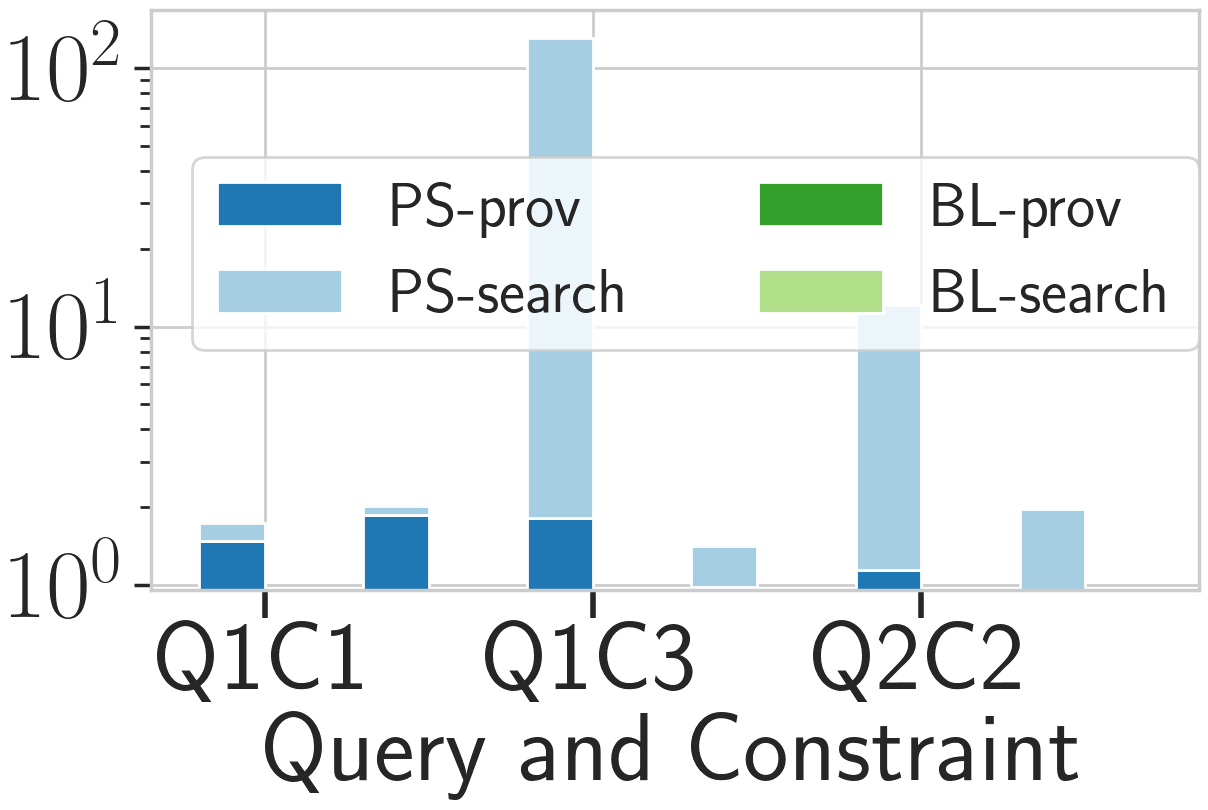 10^2
PS-prov BL-prov
PS-search BL-search
10^1
10^0
Q1C1 Q1C3 Q2C2
Query and Constraint